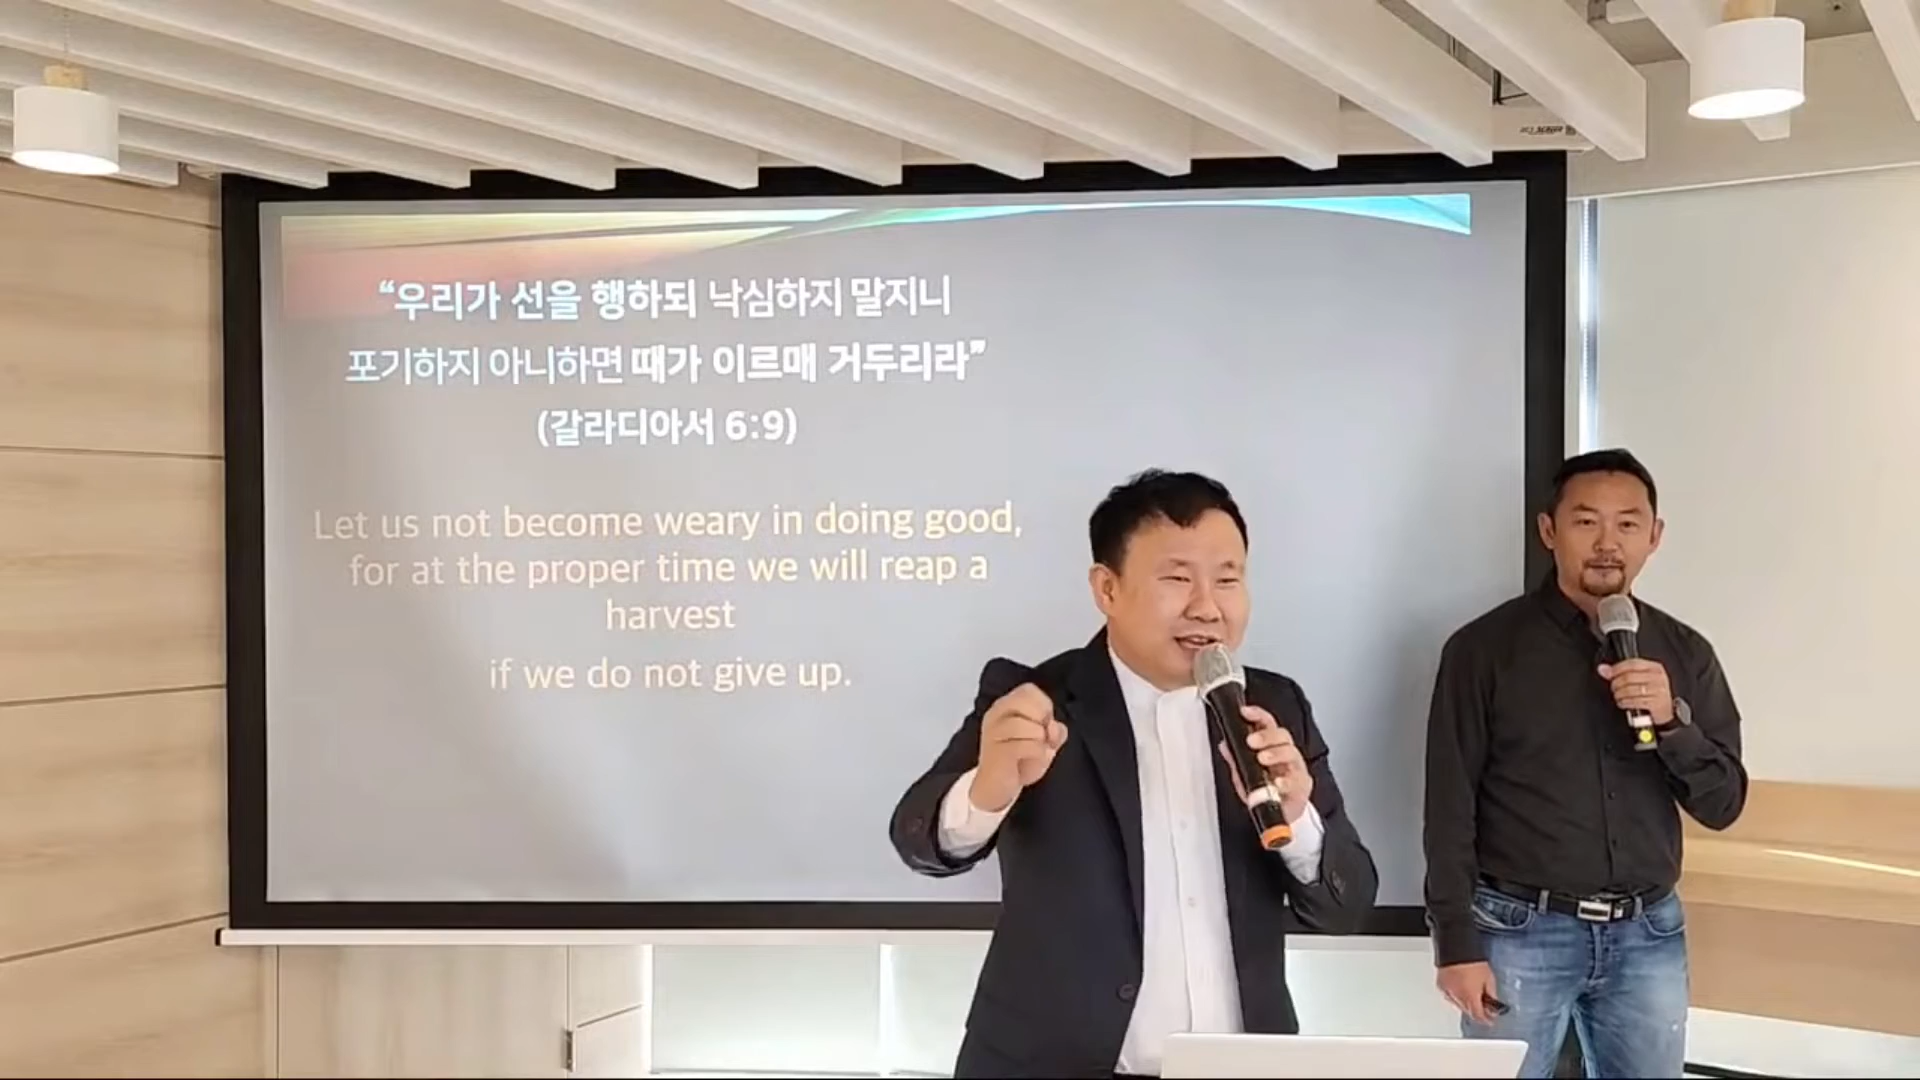 “우리가 선을 행하되 낙심하지 말지니
포기하지 아니하면 때가 이르매 거두리라”
(갈라디아서 6:9)
Let us not become weary in doing good,
for at the proper time we will reap a
harvest
if we do not give up.